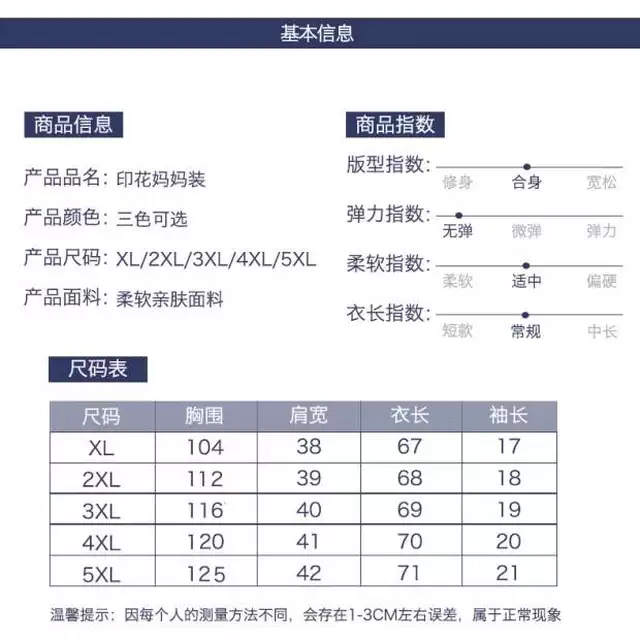 基本信息
商品信息
产品品名: 印花妈妈装
产品颜色: 三色可选
产品尺码: XL/2XL/3XL/4XL/5XL
产品面料: 柔软亲肤面料
商品指数
版型指数:
修身 合身 宽松
弹力指数:
无弹 微弹 弹力
柔软指数:
柔软 适中 偏硬
衣长指数:
短款 常规 中长
尺码表
尺码 胸围 肩宽 衣长 袖长
XL 104 38 67 17
2XL 112 39 68 18
3XL 116 40 69 19
4XL 120 41 70 20
5XL 125 42 71 21
温馨提示: 因每个人的测量方法不同，会存在1-3CM左右误差，属于正常现象